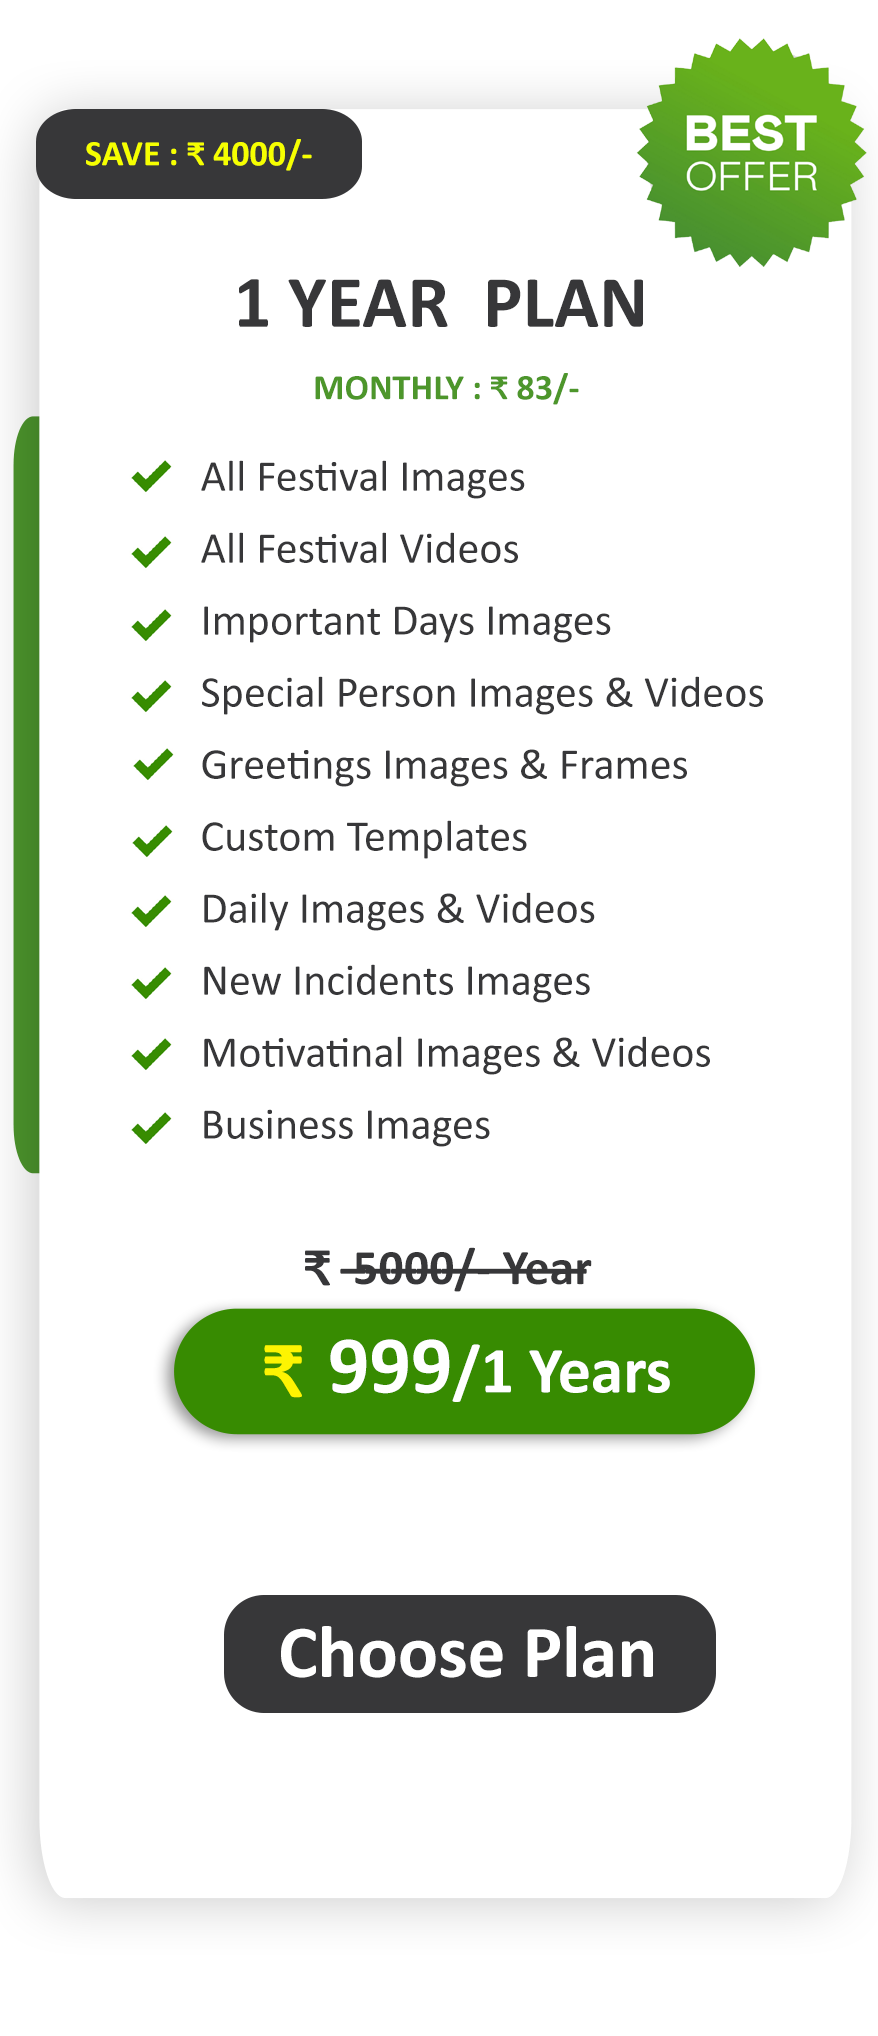 SAVE : ₹ 4000/-
BEST
OFFER
1 YEAR PLAN
MONTHLY : ₹ 83/-
All Festival Images
All Festival Videos
Important Days Images
Special Person Images & Videos
Greetings Images & Frames
Custom Templates
Daily Images & Videos
New Incidents Images
Motivatinal Images & Videos
Business Images
₹ 5000/- Year
₹ 999/1 Years
Choose Plan